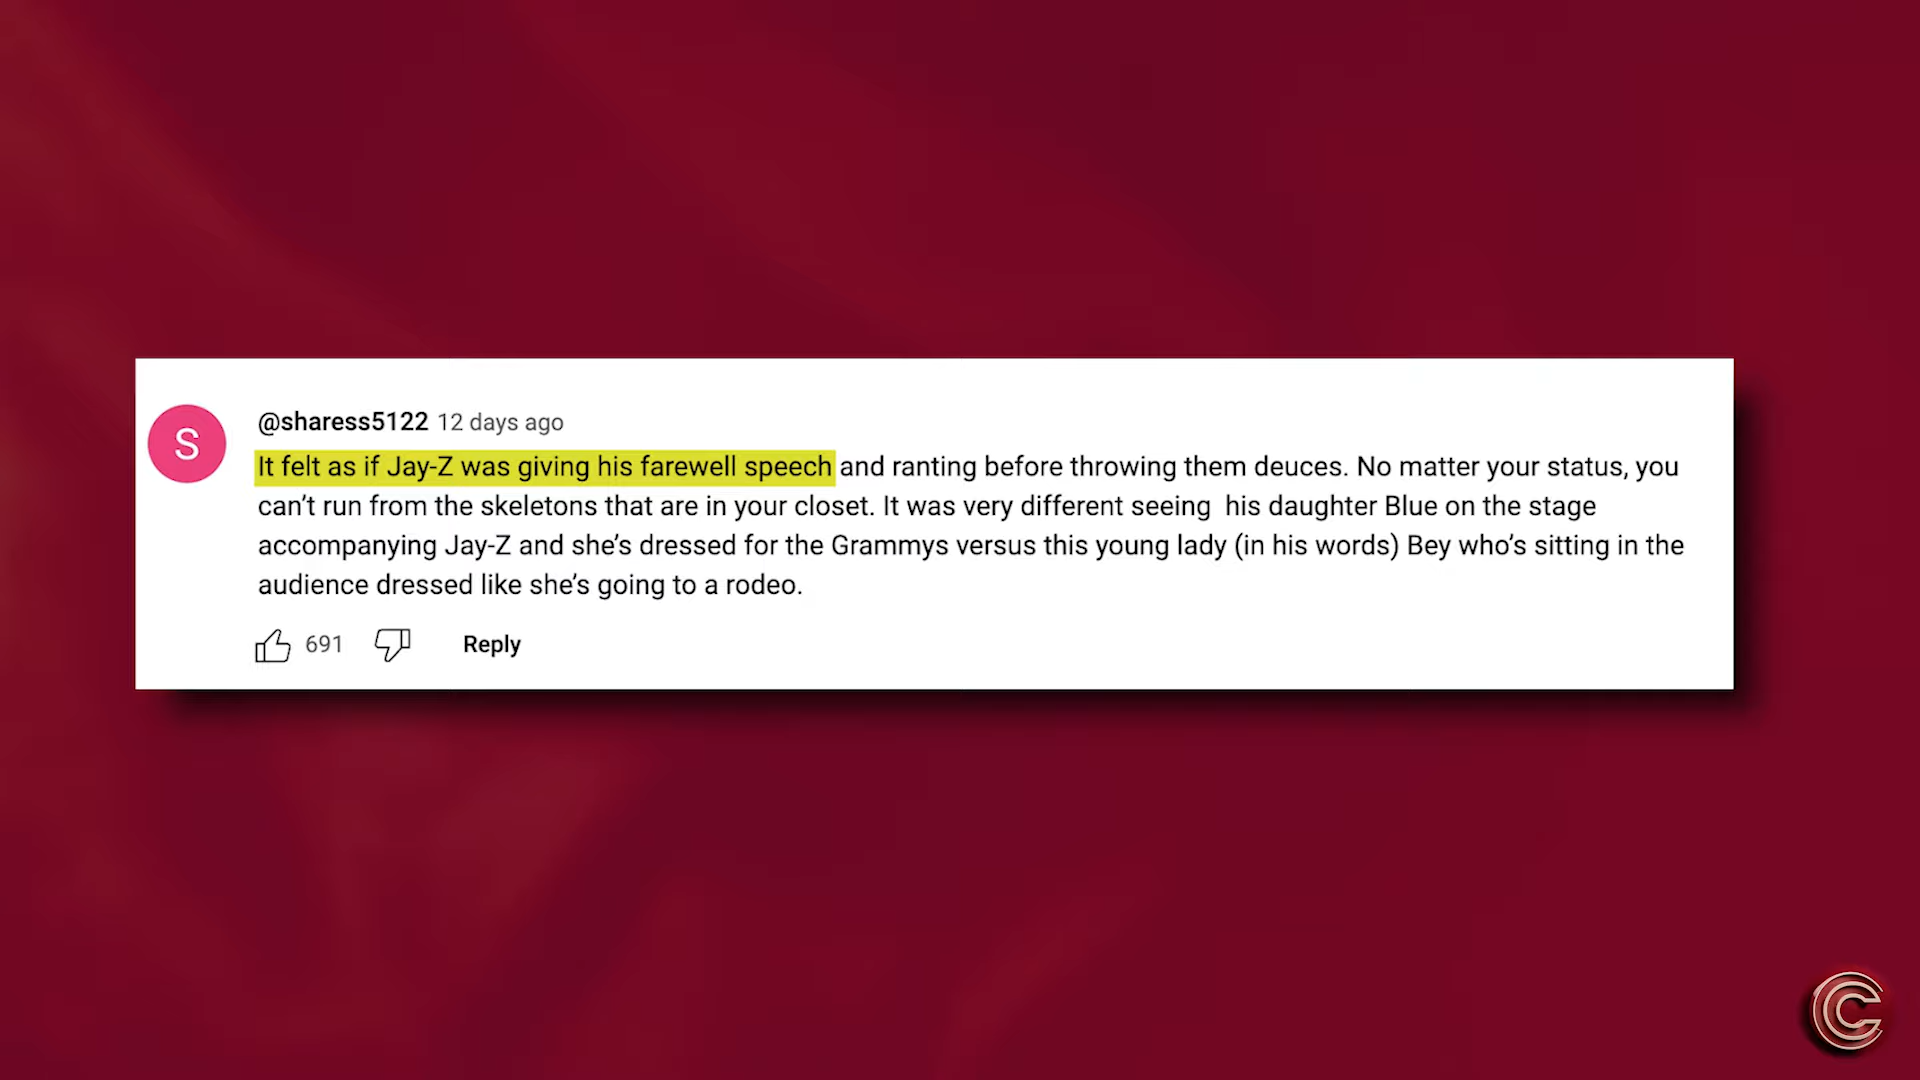 S
@sharess5122 12 days ago
It felt as if Jay-Z was giving his farewell speech and ranting before throwing them deuces. No matter your status, you
can’t run from the skeletons that are in your closet. It was very different seeing  his daughter Blue on the stage
accompanying Jay-Z and she’s dressed for the Grammys versus this young lady (in his words) Bey who’s sitting in the
audience dressed like she’s going to a rodeo.
691 Reply
C